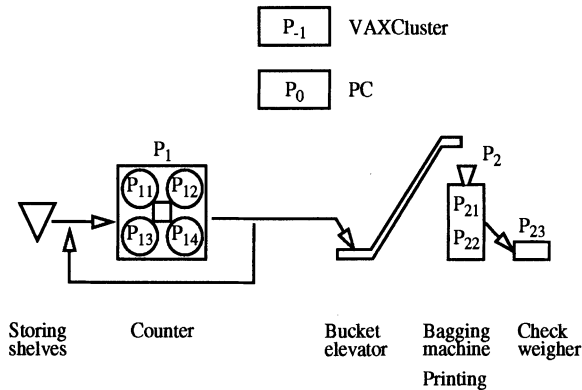 P-1 VAXCluster
P0 PC
P1
P2
P11 P12
P21
P13 P14
P22
P23
Storing
shelves
Counter
Bucket
elevator
Bagging
machine
Printing
Check
weigher